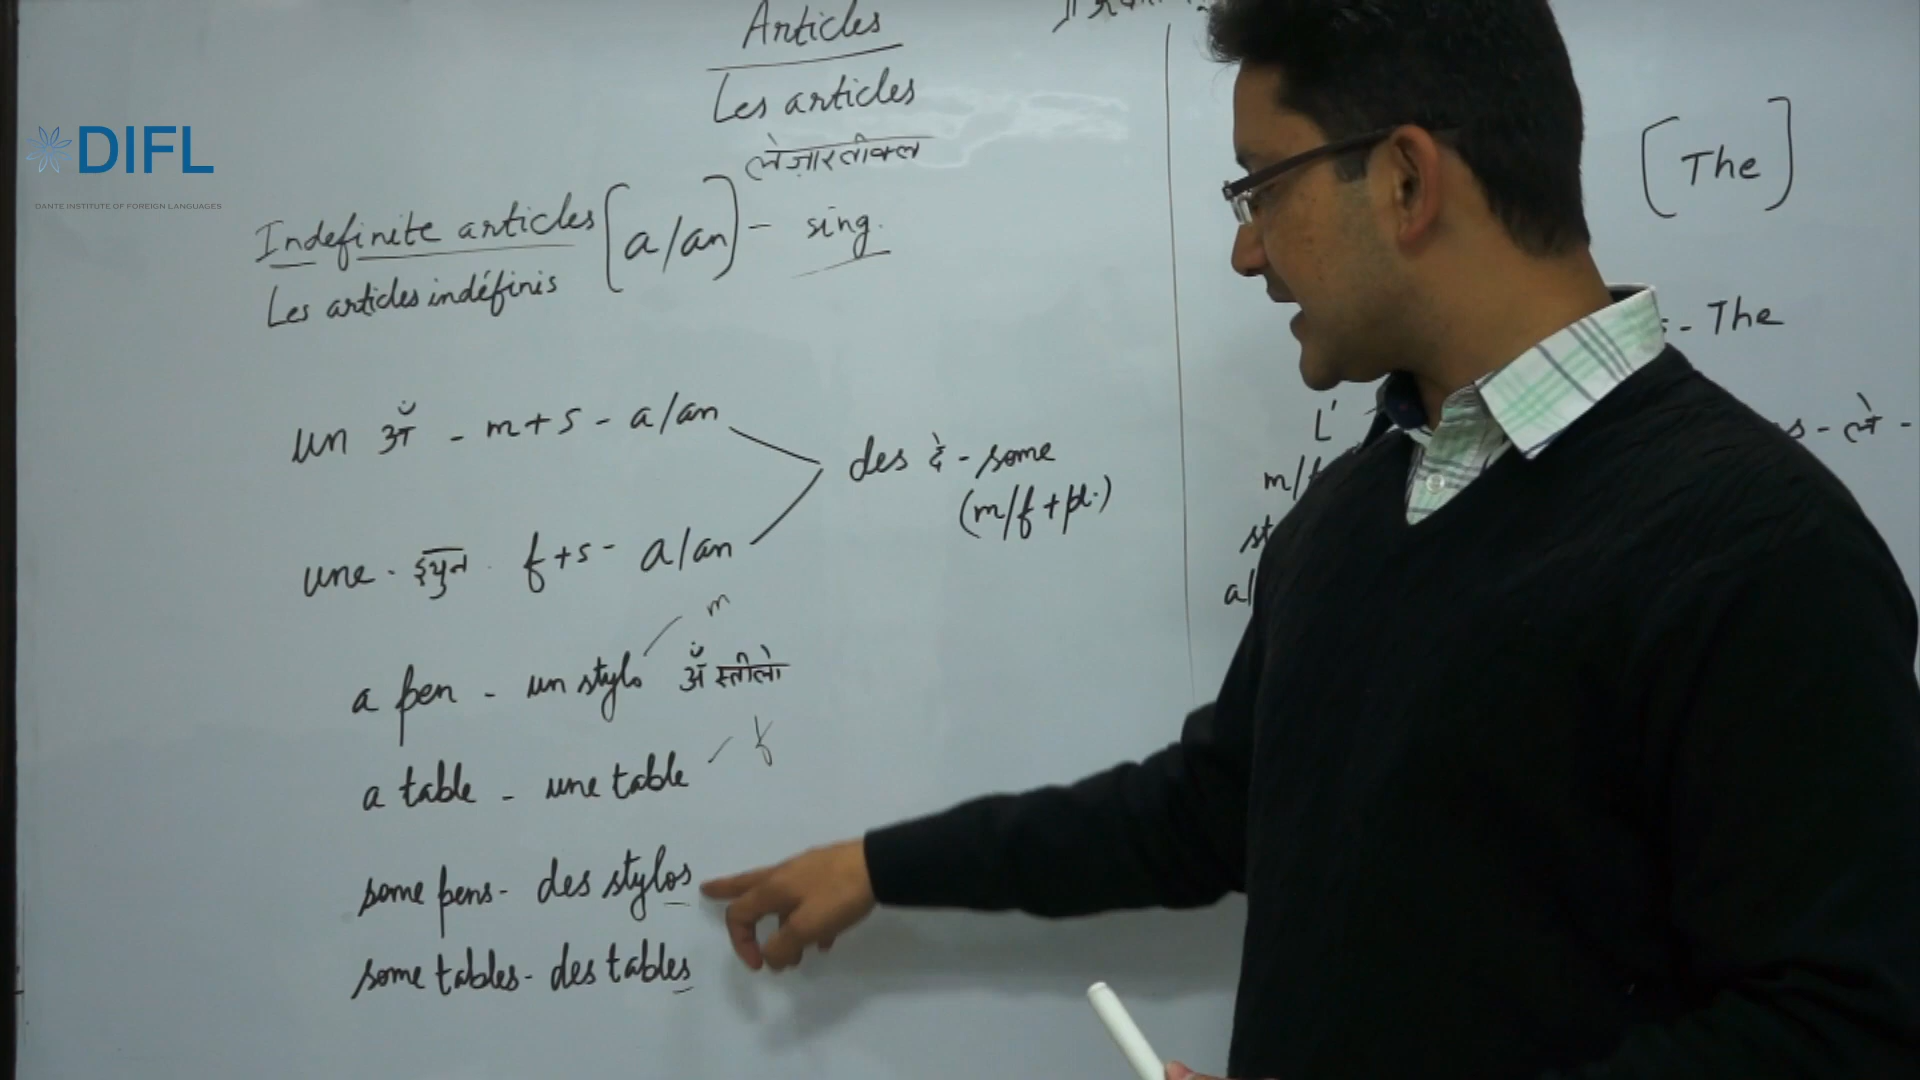 Articles
Les articles
लेज़ारतीक्ल
DIFL
DANTE INSTITUTE OF FOREIGN LANGUAGES
Indefinite articles [a/an] - sing.
Les articles indéfinis
un - m+s - a/an
des दे - some
(m/f + pl.)
une - इयुन - f+s - a/an
m
a pen - un stylo स्तीलो
f
a table - une table
some pens - des stylos
some tables - des tables
[The]
- The
L'
m/
st
a/
s - ले -